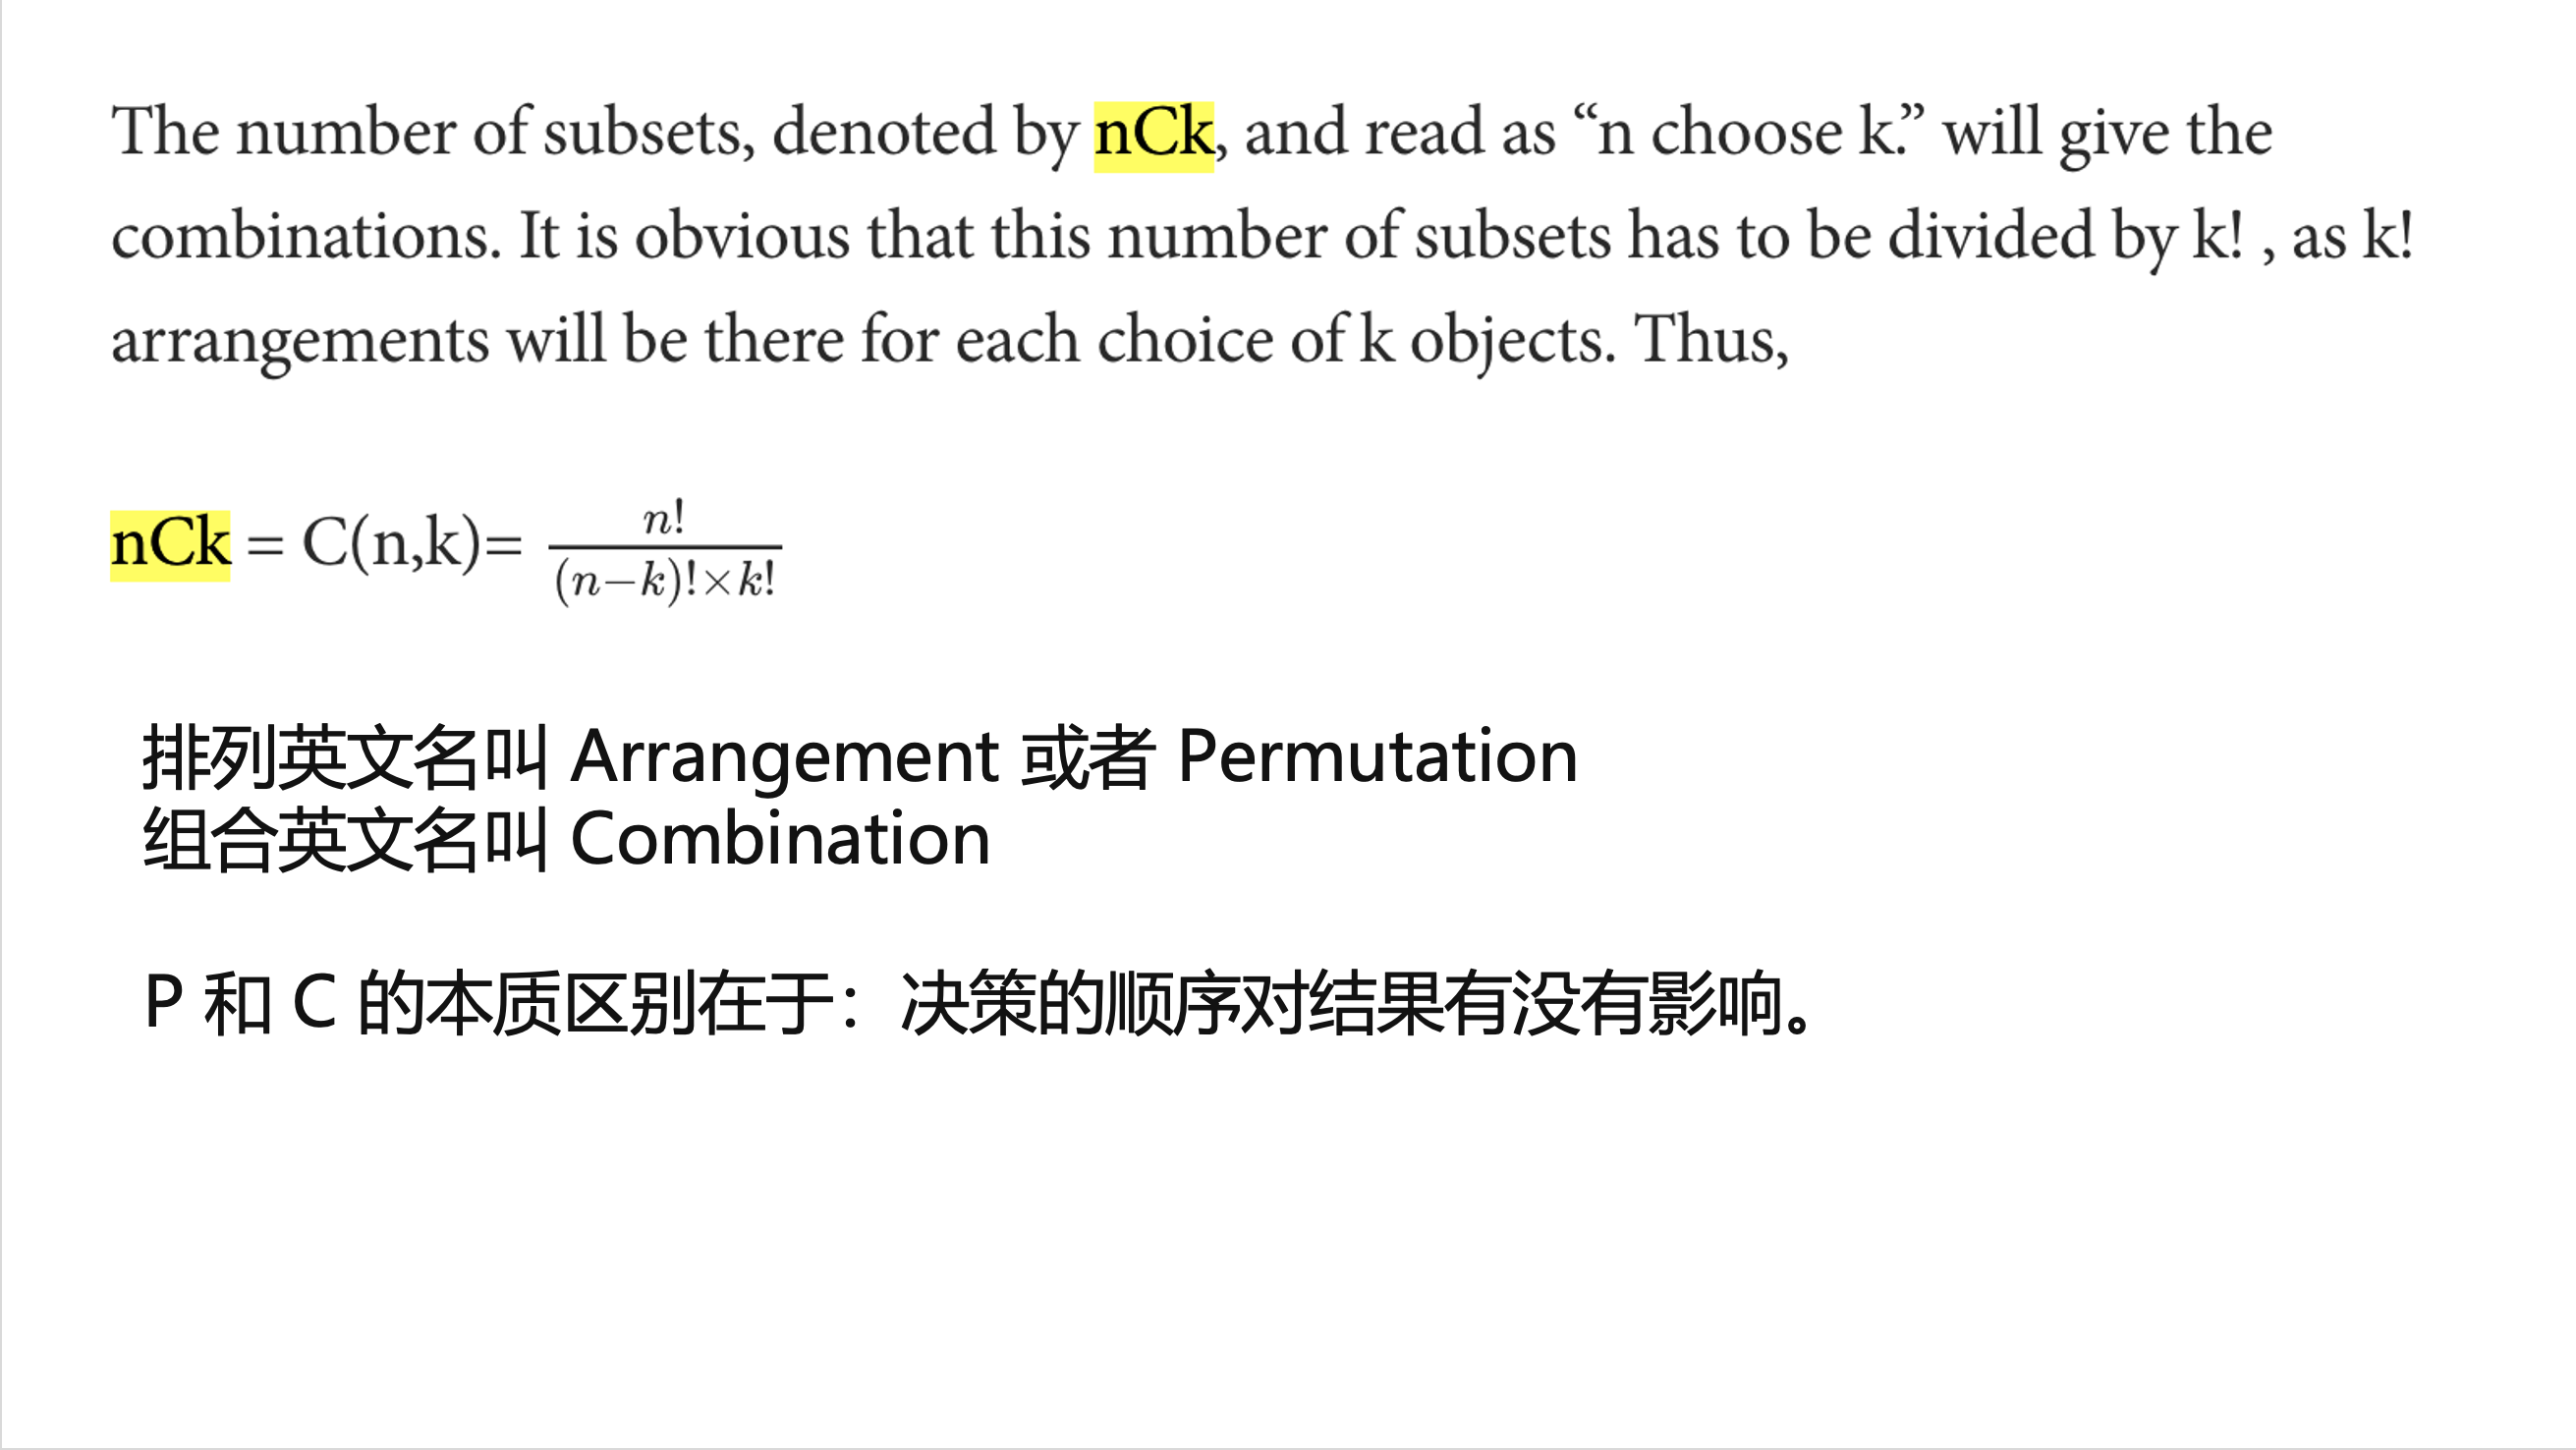 The number of subsets, denoted by nCk, and read as “n choose k.” will give the
combinations. It is obvious that this number of subsets has to be divided by k! , as k!
arrangements will be there for each choice of k objects. Thus,
nCk = C(n,k)= n! / (n−k)!×k!
排列英文名叫 Arrangement 或者 Permutation
组合英文名叫 Combination
P 和 C 的本质区别在于：决策的顺序对结果有没有影响。